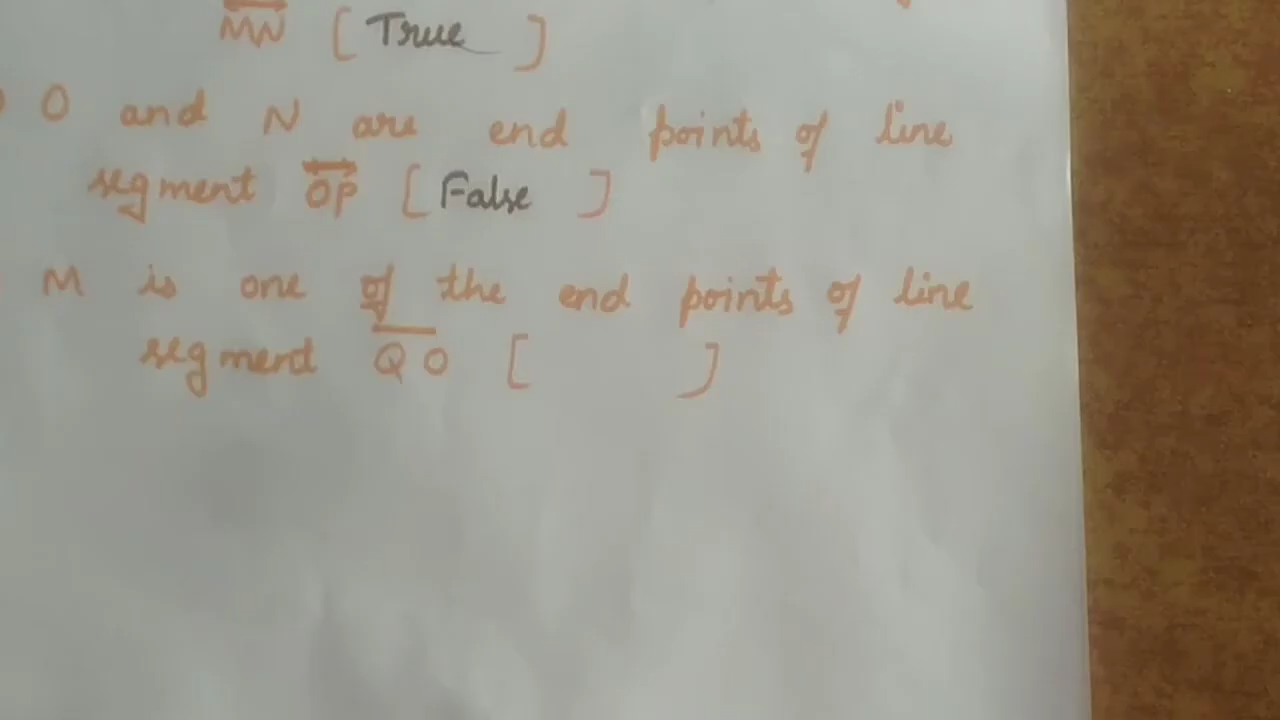 MN [ True ]
O and N are end points of line
segment OP [ False ]
M is one of the end points of line
segment QO [ ]